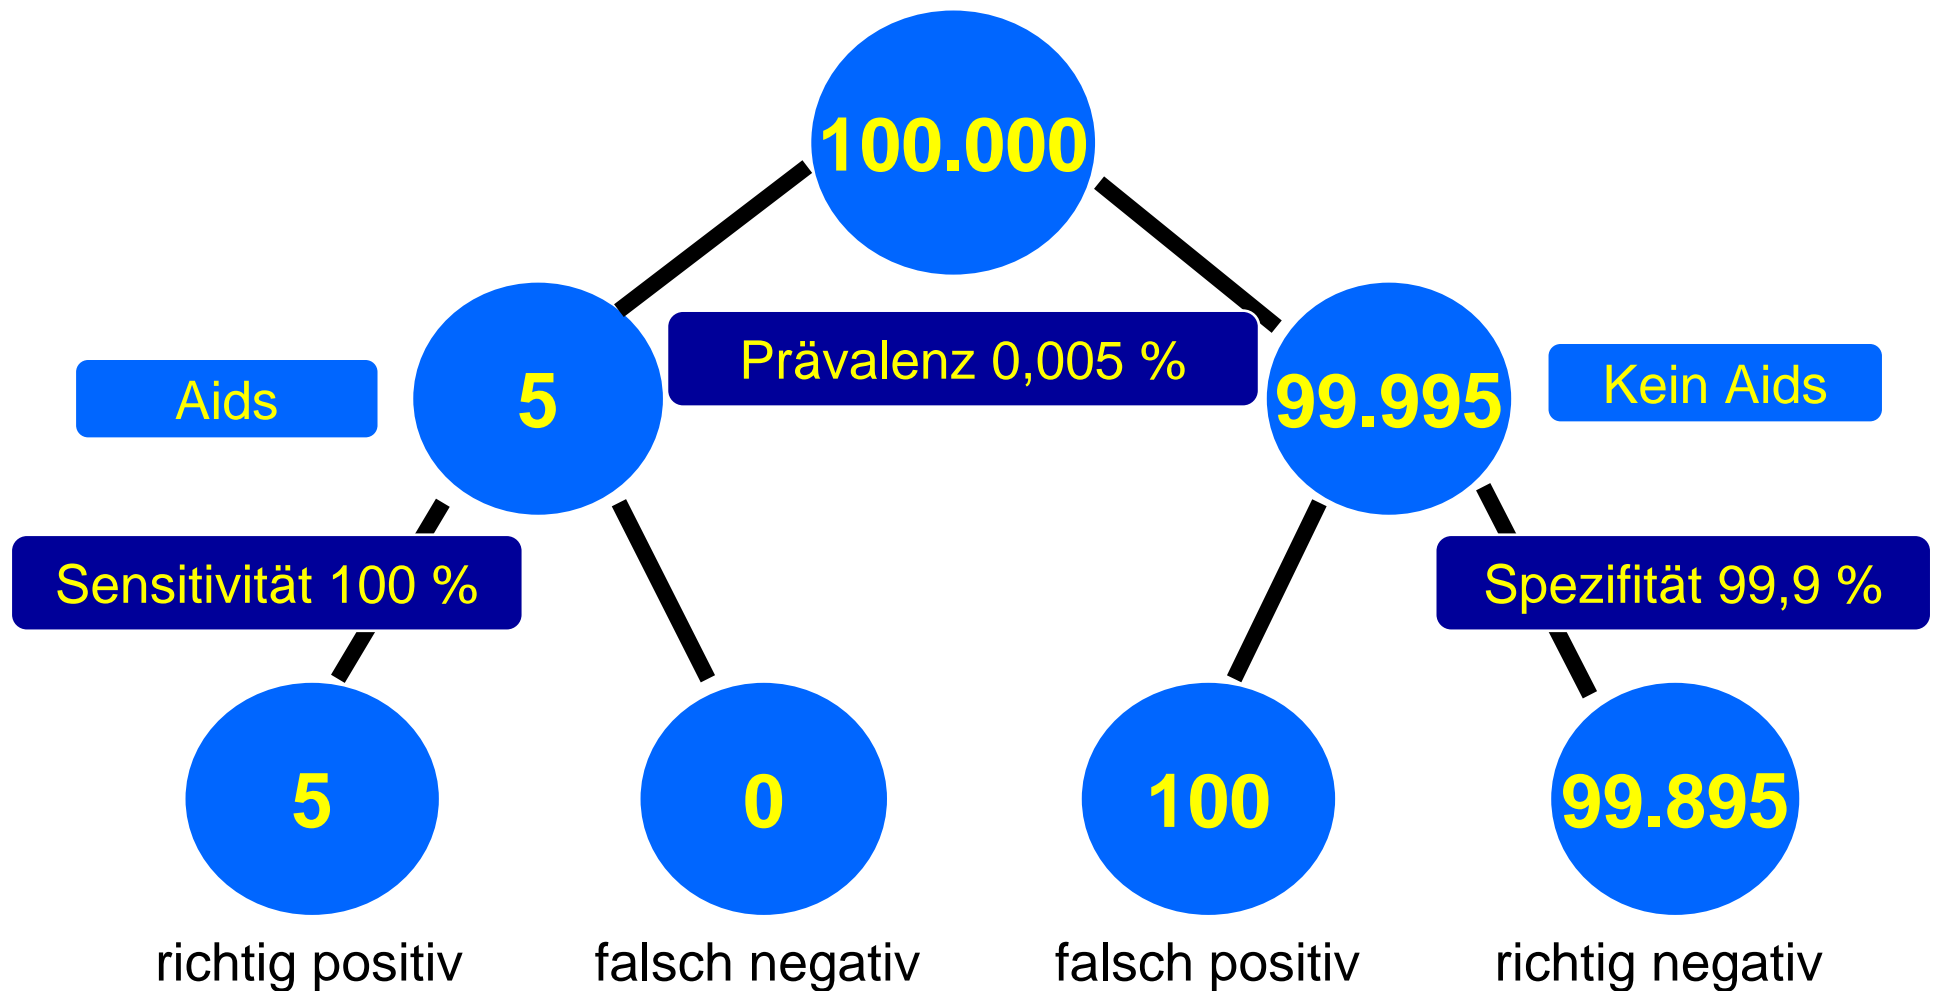 100.000
Aids
5
Prävalenz 0,005 %
99.995
Kein Aids
Sensitivität 100 %
Spezifität 99,9 %
5
0
100
99.895
richtig positiv
falsch negativ
falsch positiv
richtig negativ